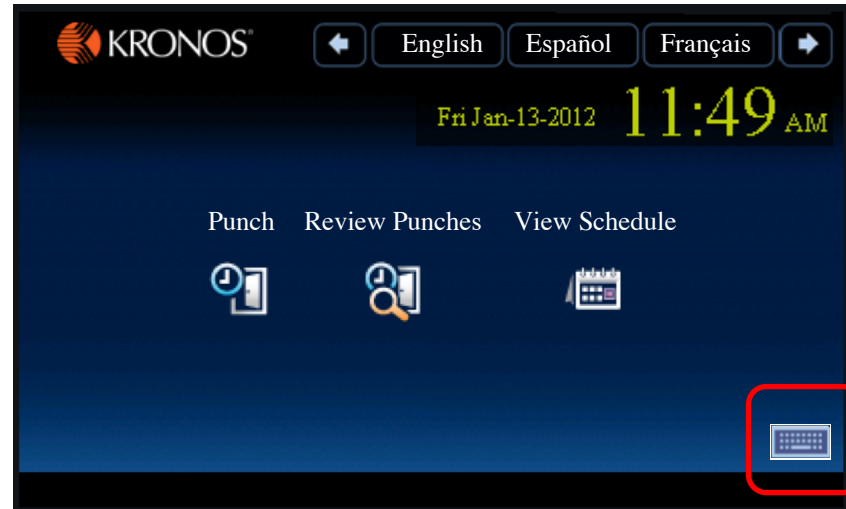 KRONOS English Español Français
Fri Jan-13-2012 11:49 AM
Punch Review Punches View Schedule